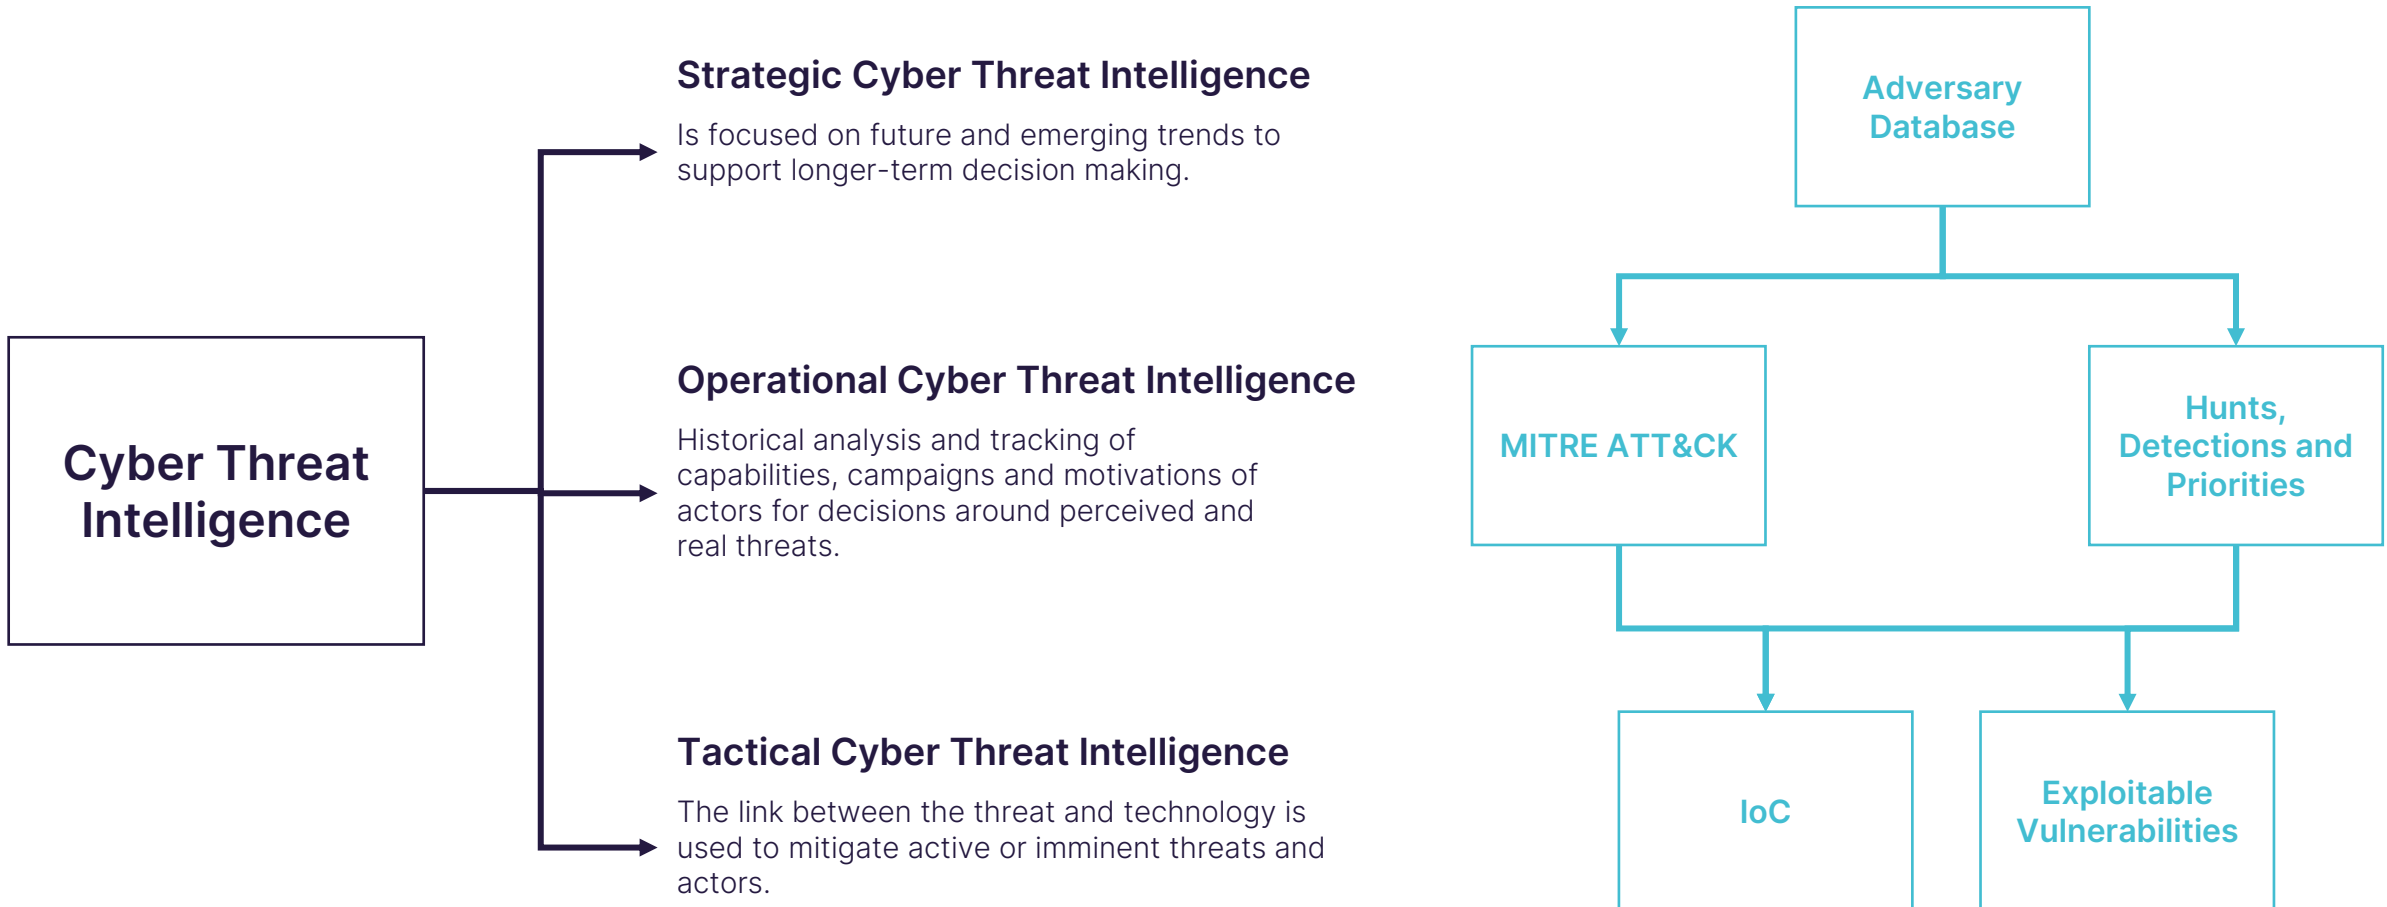 Cyber Threat
Intelligence
Strategic Cyber Threat Intelligence
Is focused on future and emerging trends to
support longer-term decision making.
Operational Cyber Threat Intelligence
Historical analysis and tracking of
capabilities, campaigns and motivations of
actors for decisions around perceived and
real threats.
Tactical Cyber Threat Intelligence
The link between the threat and technology is
used to mitigate active or imminent threats and
actors.
Adversary
Database
MITRE ATT&CK
Hunts,
Detections and
Priorities
IoC
Exploitable
Vulnerabilities